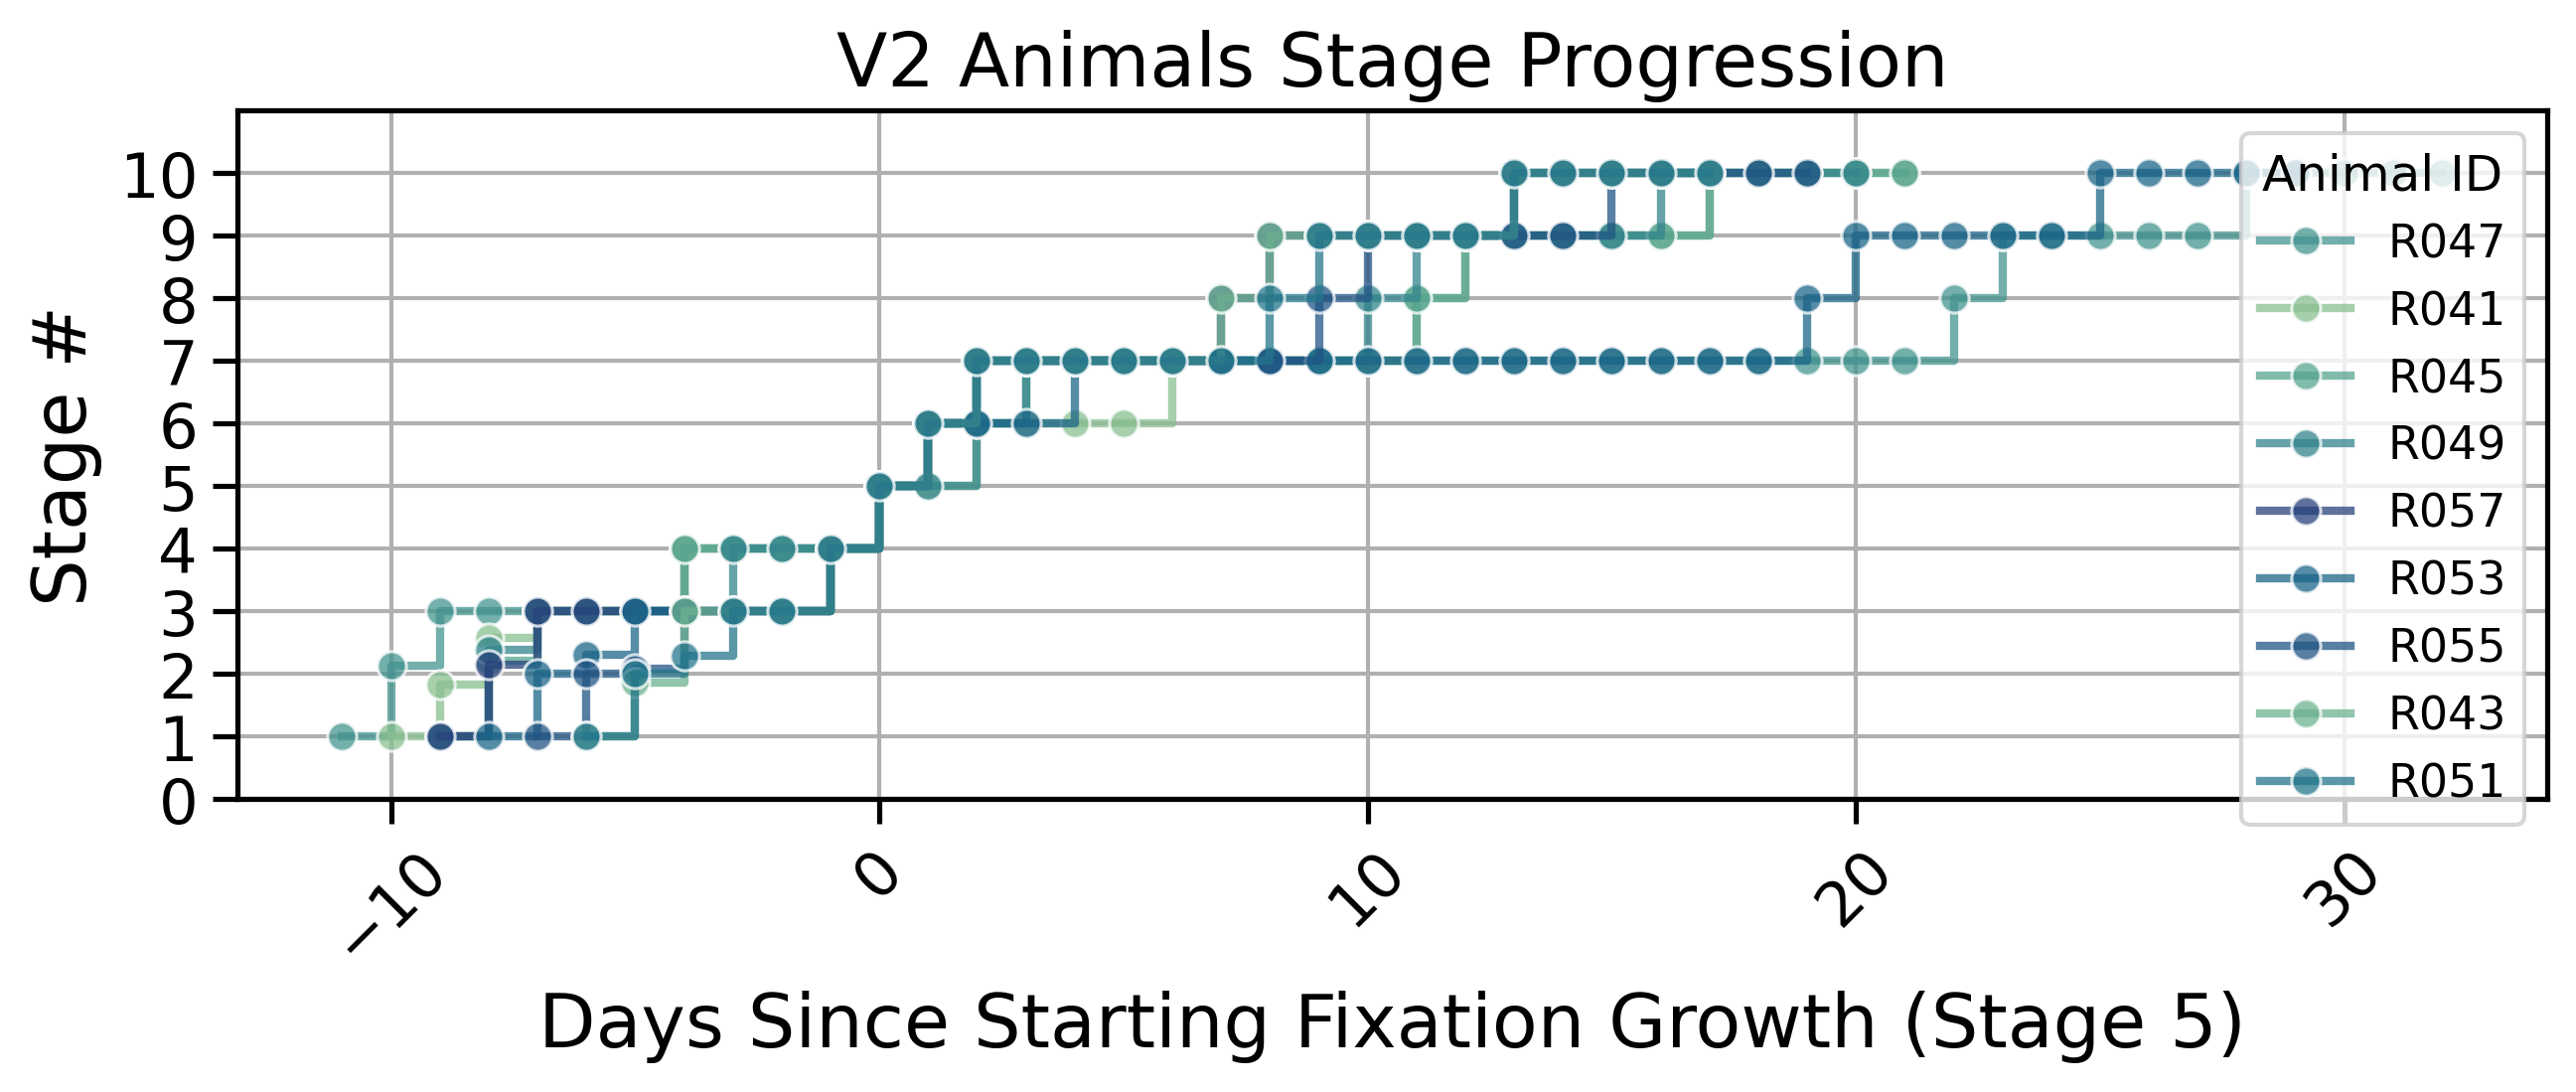 V2 Animals Stage Progression
Stage #
10
9
8
7
6
5
4
3
2
1
0
−10
0
10
20
30
Days Since Starting Fixation Growth (Stage 5)
Animal ID
R047
R041
R045
R049
R057
R053
R055
R043
R051